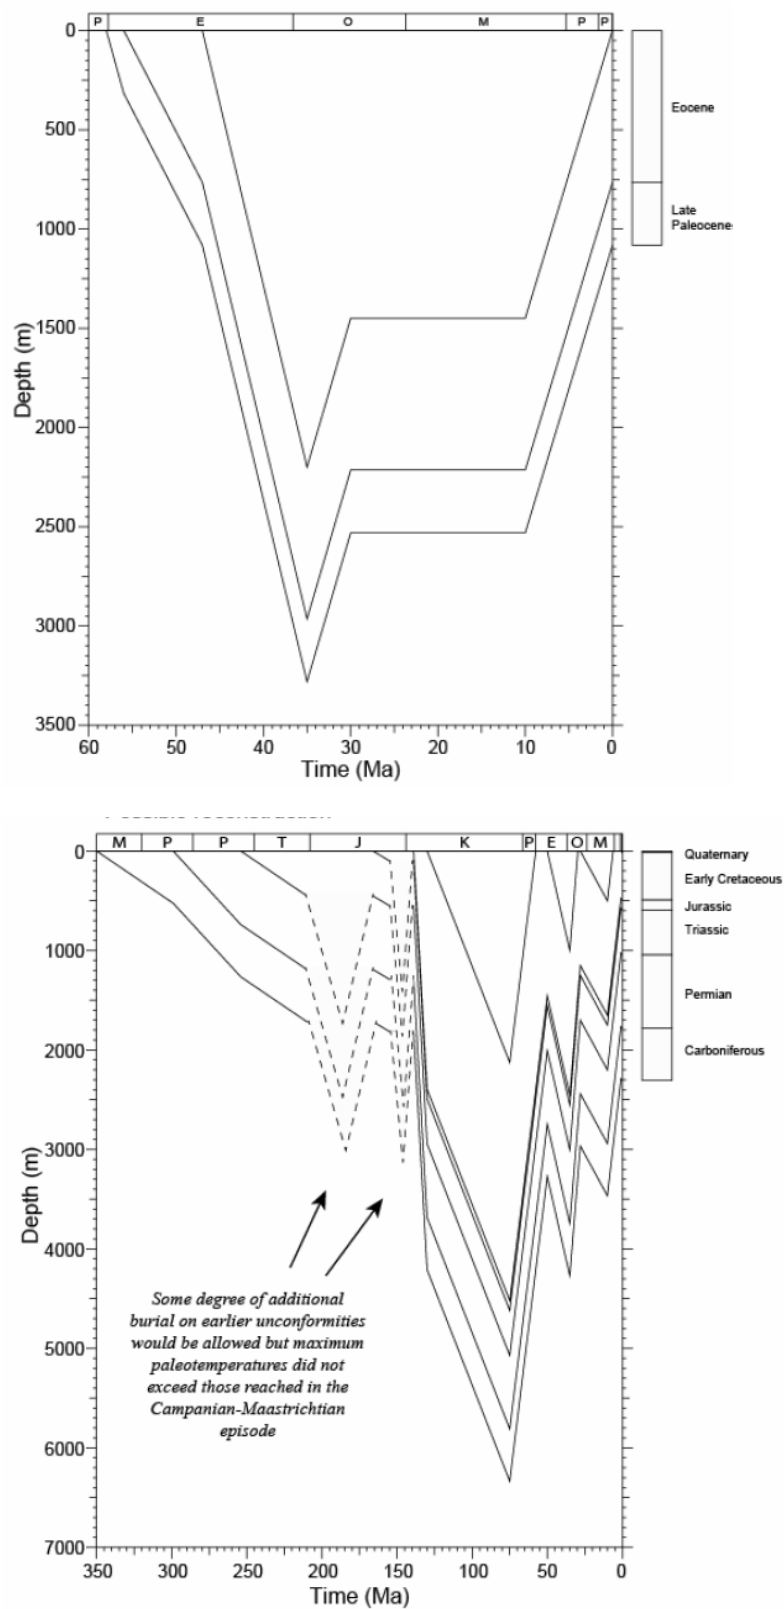 P E O M P P
0
500
1000
1500
2000
2500
3000
3500
Depth (m)
60 50 40 30 20 10 0
Time (Ma)
Eocene
Late
Paleocene
M P P T J K P E O M
0
1000
2000
3000
4000
5000
6000
7000
Depth (m)
350 300 250 200 150 100 50 0
Time (Ma)
Quaternary
Early Cretaceous
Jurassic
Triassic
Permian
Carboniferous
Some degree of additional
burial on earlier unconformities
would be allowed but maximum
paleotemperatures did not
exceed those reached in the
Campanian-Maastrichtian
episode